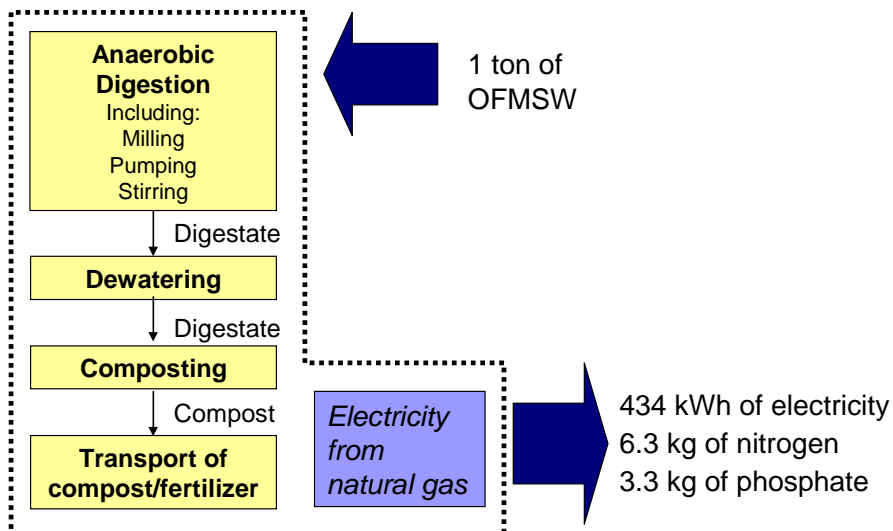 Anaerobic
Digestion
Including:
Milling
Pumping
Stirring
1 ton of
OFMSW
Digestate
Dewatering
Digestate
Composting
Compost
Transport of
compost/fertilizer
Electricity
from
natural gas
434 kWh of electricity
6.3 kg of nitrogen
3.3 kg of phosphate